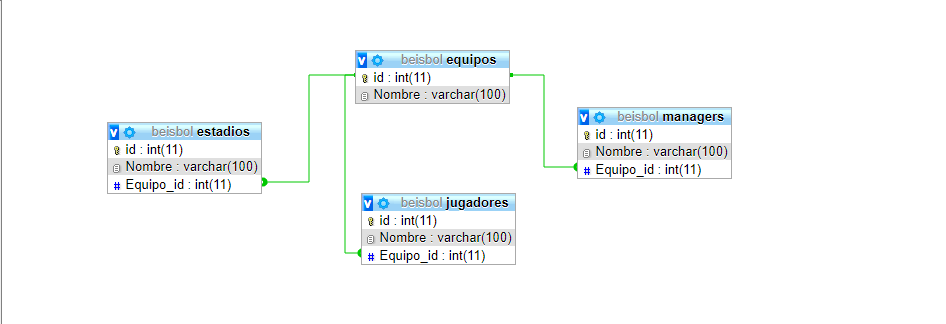 beisbol equipos
id : int(11)
Nombre : varchar(100)
beisbol estadios
id : int(11)
Nombre : varchar(100)
# Equipo_id : int(11)
beisbol managers
id : int(11)
Nombre : varchar(100)
# Equipo_id : int(11)
beisbol jugadores
id : int(11)
Nombre : varchar(100)
# Equipo_id : int(11)